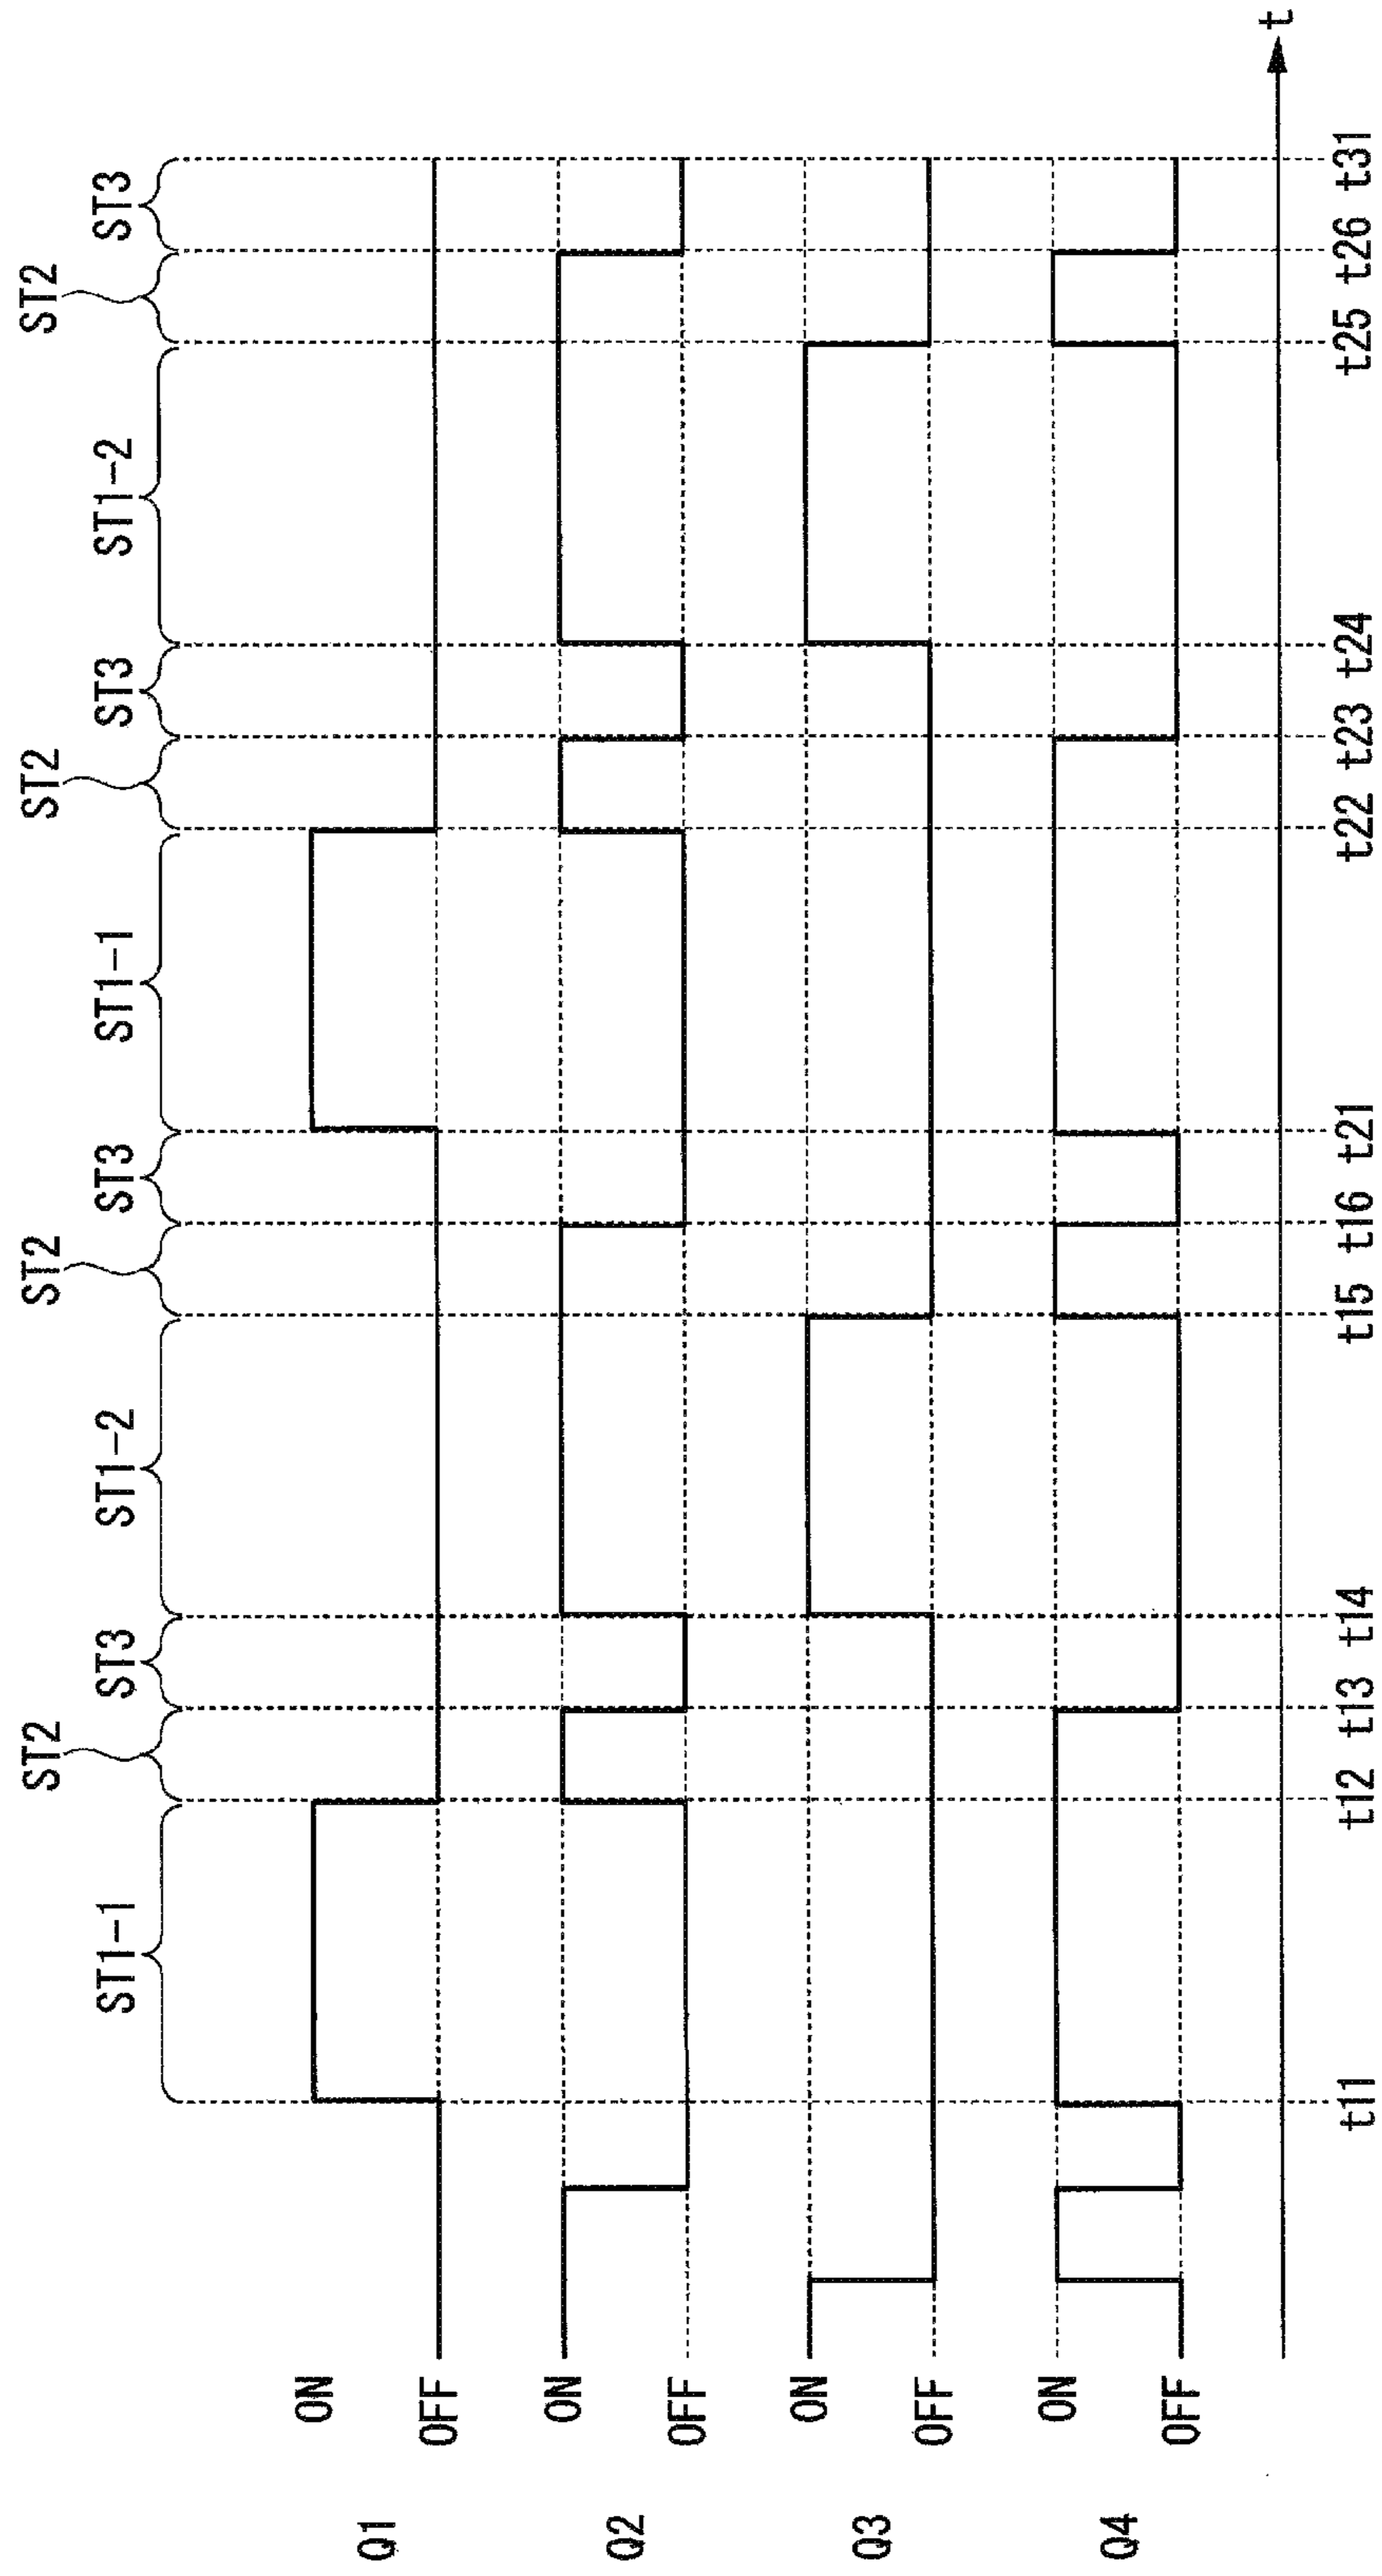 ST2 ST2 ST2 ST2
ST1-1 ST3 ST1-2 ST3 ST1-1 ST3 ST1-2 ST3
Q1 ON
OFF
Q2 ON
OFF
Q3 ON
OFF
Q4 ON
OFF
t
t11 t12 t13 t14 t15 t16 t21 t22 t23 t24 t25 t26 t31